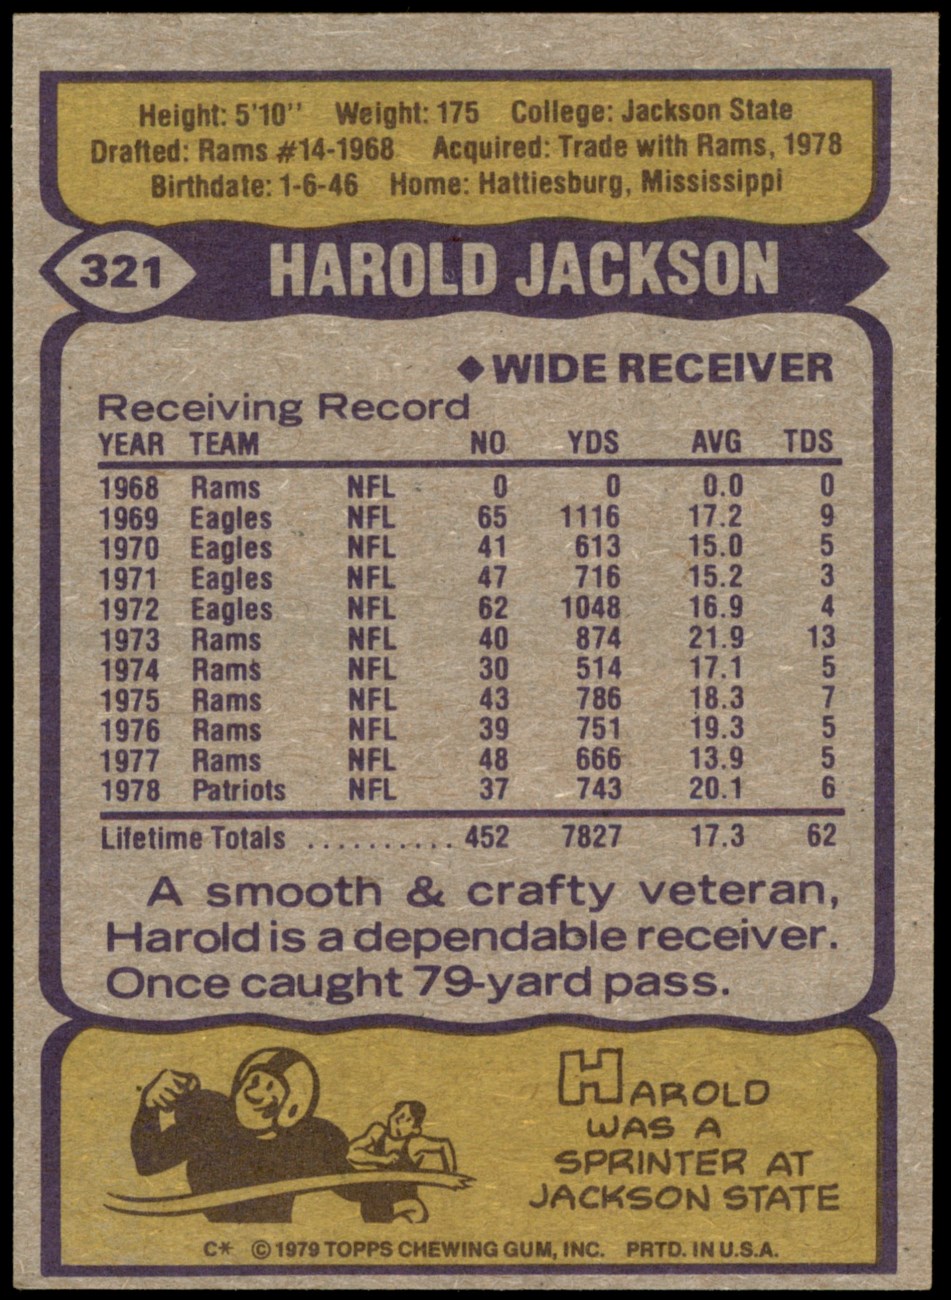 Height: 5'10" Weight: 175 College: Jackson State
Drafted: Rams #14-1968 Acquired: Trade with Rams, 1978
Birthdate: 1-6-46 Home: Hattiesburg, Mississippi
321 HAROLD JACKSON
◆ WIDE RECEIVER
Receiving Record
YEAR TEAM NO. YDS AVG TDS
1968 Rams NFL 0 0 0.0 0
1969 Eagles NFL 65 1116 17.2 9
1970 Eagles NFL 41 613 15.0 5
1971 Eagles NFL 47 716 15.2 3
1972 Eagles NFL 62 1048 16.9 4
1973 Rams NFL 40 874 21.9 13
1974 Rams NFL 30 514 17.1 5
1975 Rams NFL 43 786 18.3 7
1976 Rams NFL 39 751 19.3 5
1977 Rams NFL 48 666 13.9 5
1978 Patriots NFL 37 743 20.1 6
Lifetime Totals .......... 452 7827 17.3 62
A smooth & crafty veteran,
Harold is a dependable receiver.
Once caught 79-yard pass.
HAROLD
WAS A
SPRINTER AT
JACKSON STATE
C* © 1979 TOPPS CHEWING GUM, INC. PRTD. IN U.S.A.